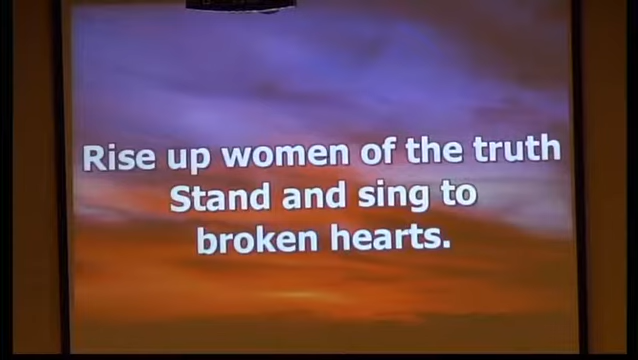 Rise up women of the truth
Stand and sing to
broken hearts.